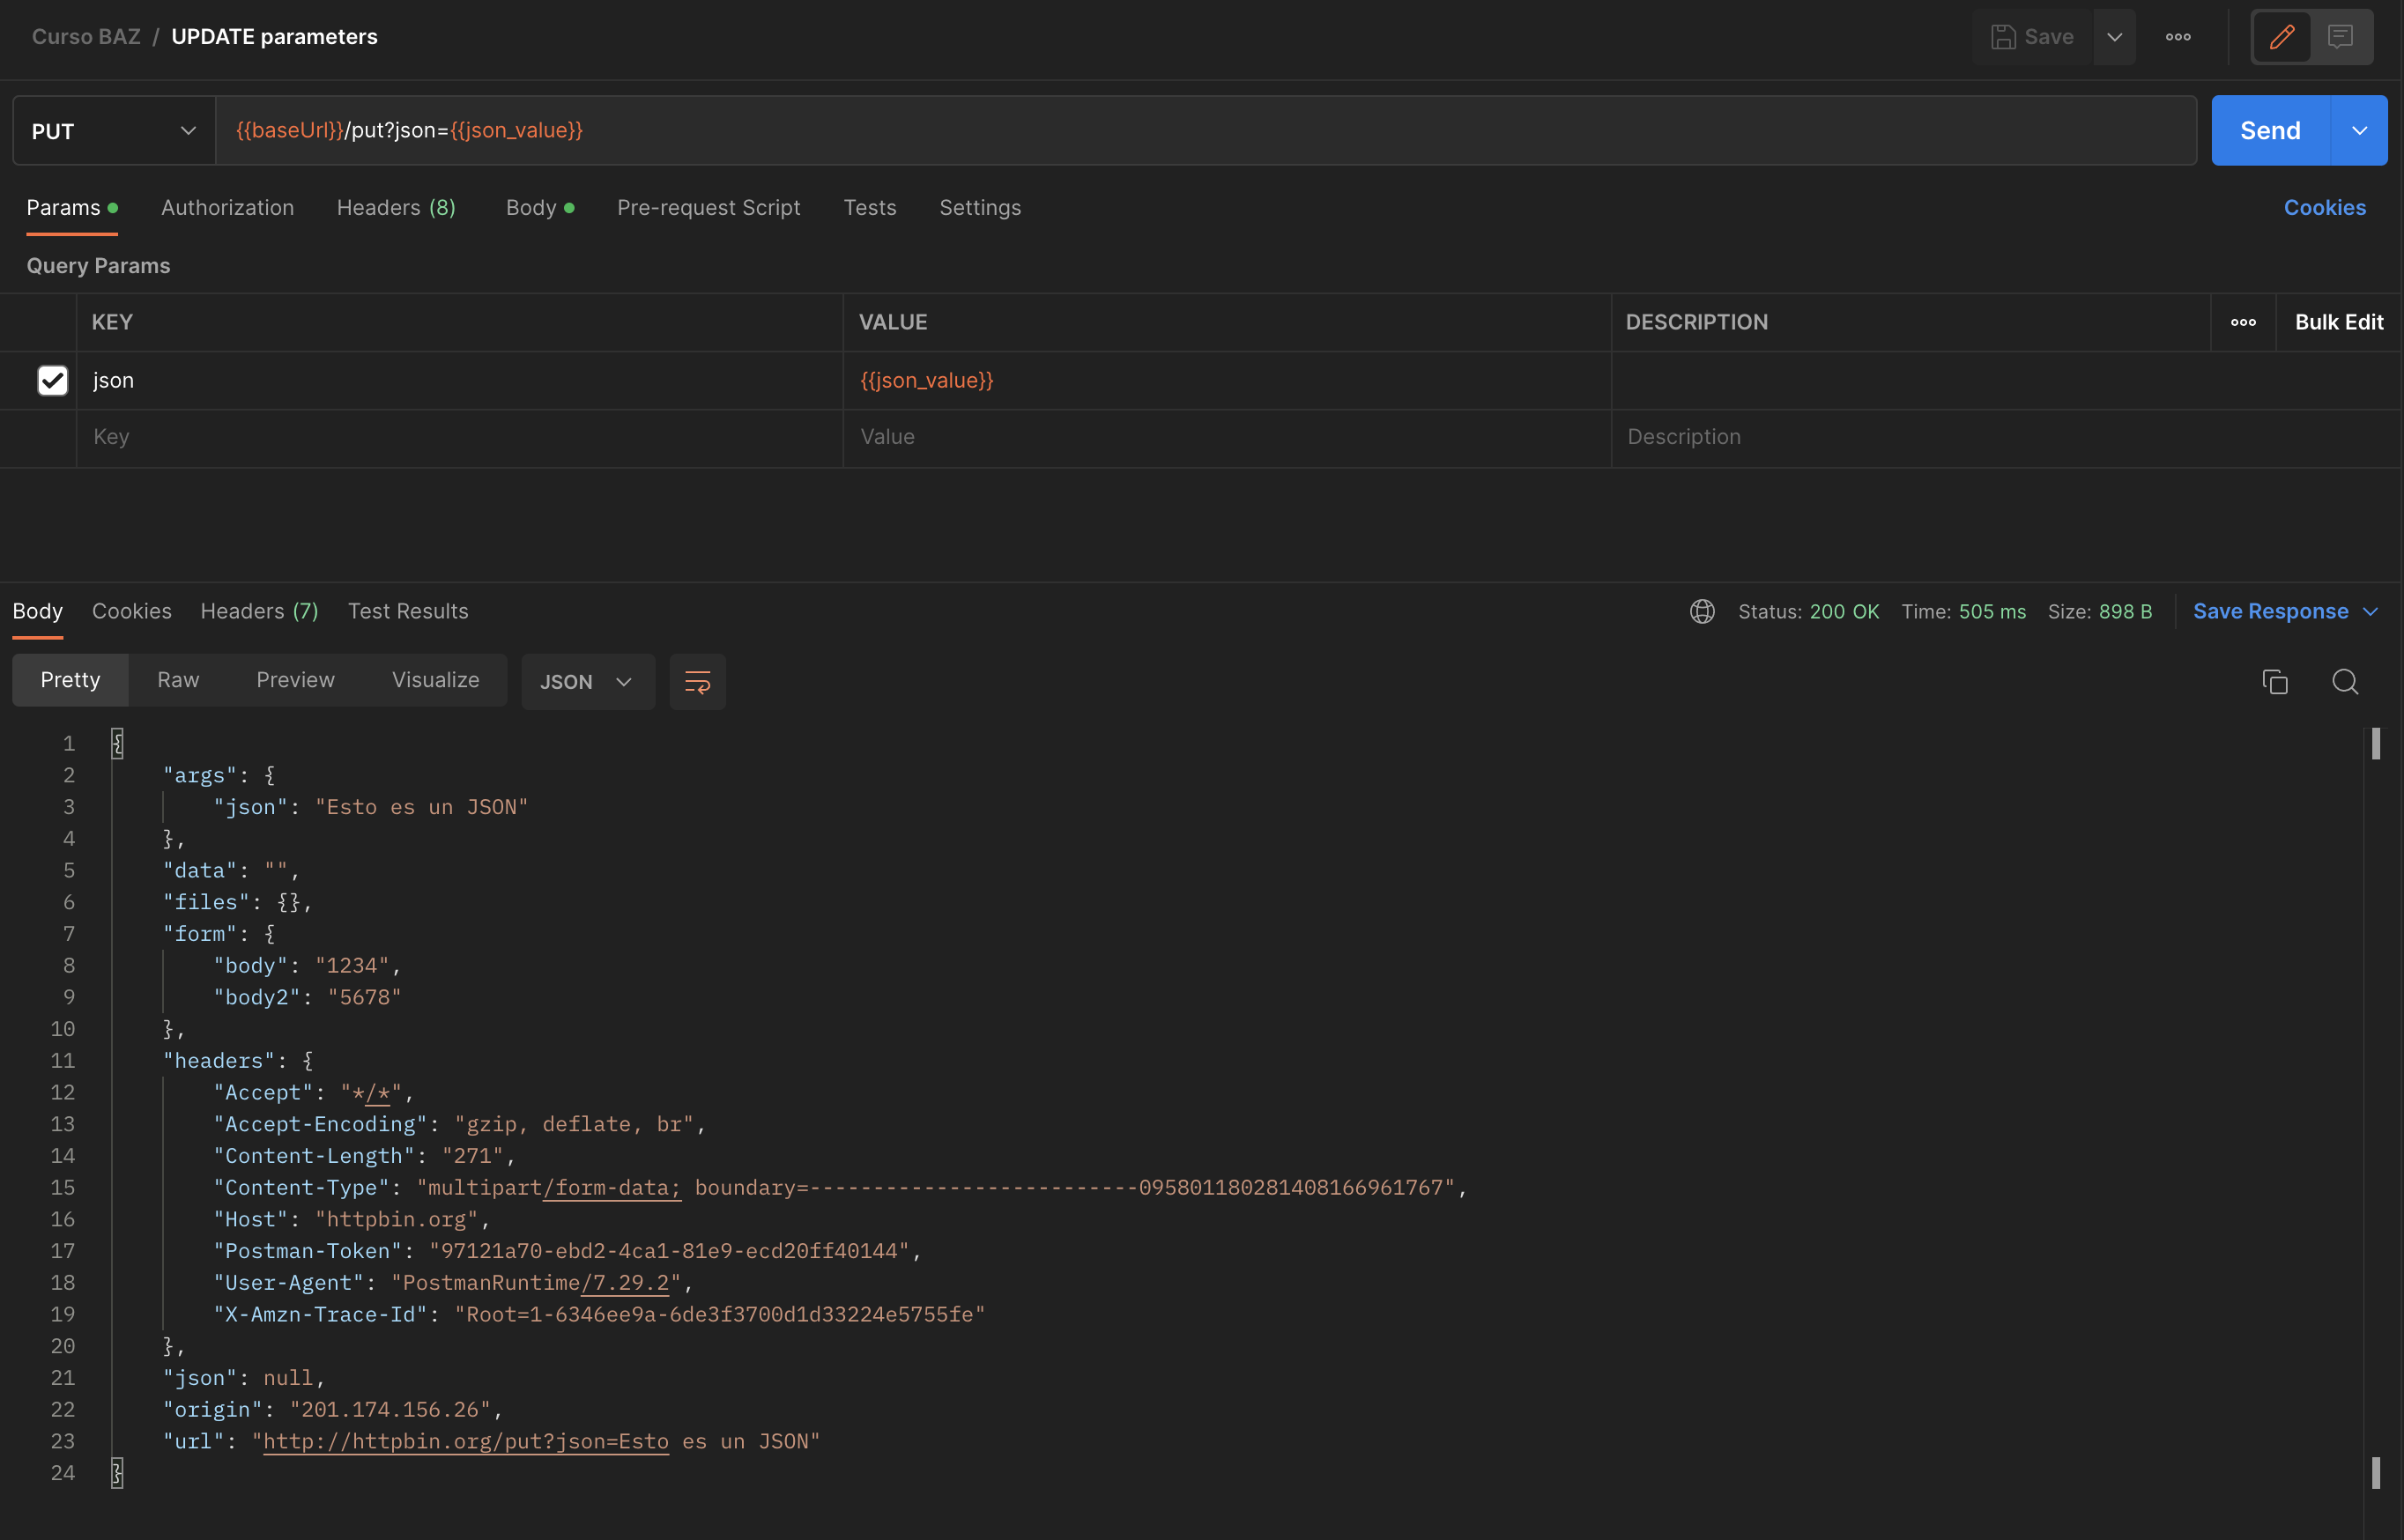 Curso BAZ / UPDATE parameters Save
PUT {{baseUrl}}/put?json={{json_value}} Send
Params Authorization Headers (8) Body Pre-request Script Tests Settings Cookies
Query Params
KEY VALUE DESCRIPTION Bulk Edit
json {{json_value}}
Key Value Description
Body Cookies Headers (7) Test Results Status: 200 OK Time: 505 ms Size: 898 B Save Response
Pretty Raw Preview Visualize JSON
1 {
2 "args": {
3 "json": "Esto es un JSON"
4 },
5 "data": "",
6 "files": {},
7 "form": {
8 "body": "1234",
9 "body2": "5678"
10 },
11 "headers": {
12 "Accept": "*/*",
13 "Accept-Encoding": "gzip, deflate, br",
14 "Content-Length": "271",
15 "Content-Type": "multipart/form-data; boundary=--------------------------095801180281408166961767",
16 "Host": "httpbin.org",
17 "Postman-Token": "97121a70-ebd2-4ca1-81e9-ecd20ff40144",
18 "User-Agent": "PostmanRuntime/7.29.2",
19 "X-Amzn-Trace-Id": "Root=1-6346ee9a-6de3f3700d1d33224e5755fe"
20 },
21 "json": null,
22 "origin": "201.174.156.26",
23 "url": "http://httpbin.org/put?json=Esto es un JSON"
24 }